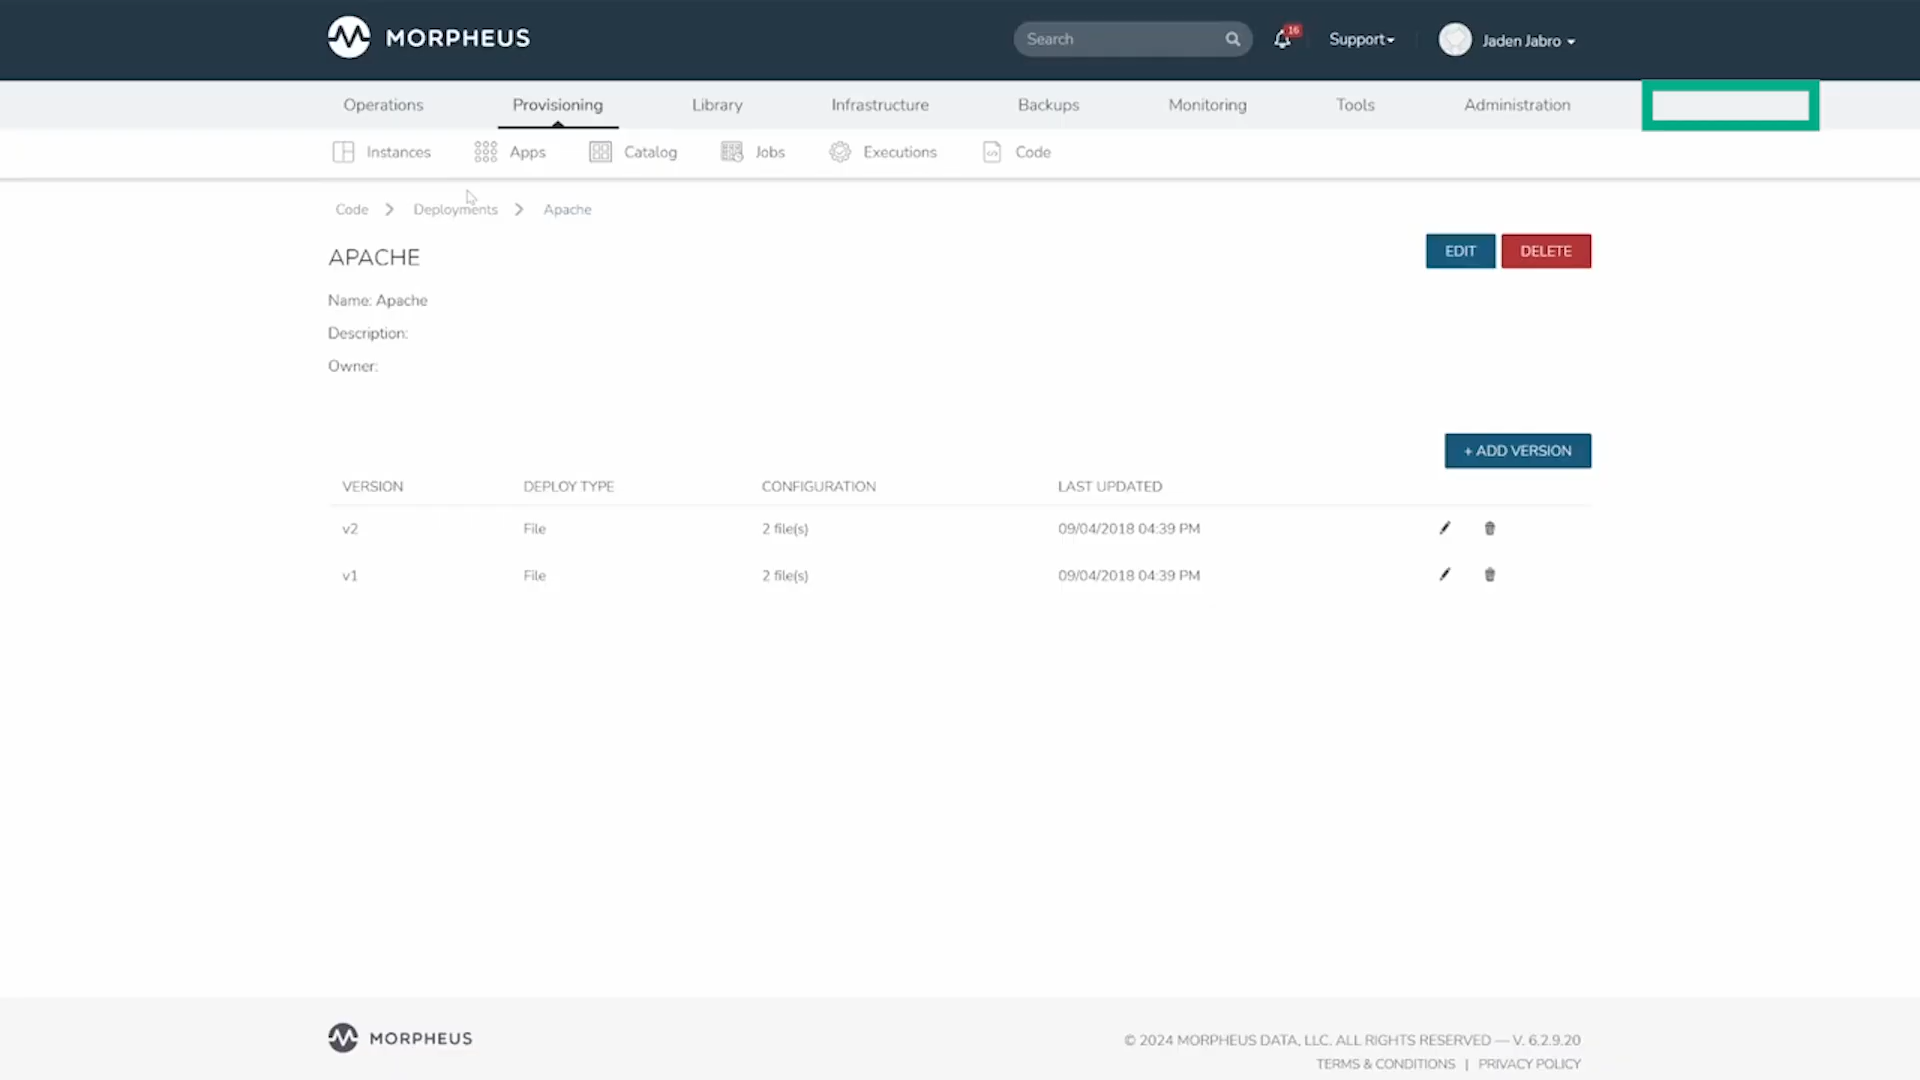 MORPHEUS
Search
16
Support
Jaden Jabro
Operations Provisioning Library Infrastructure Backups Monitoring Tools Administration
Instances Apps Catalog Jobs Executions Code
Code > Deployments > Apache
APACHE
EDIT DELETE
Name: Apache
Description:
Owner:
+ ADD VERSION
VERSION DEPLOY TYPE CONFIGURATION LAST UPDATED
v2 File 2 file(s) 09/04/2018 04:39 PM
v1 File 2 file(s) 09/04/2018 04:39 PM
MORPHEUS
© 2024 MORPHEUS DATA, LLC. ALL RIGHTS RESERVED — V. 6.2.9.20
TERMS & CONDITIONS | PRIVACY POLICY